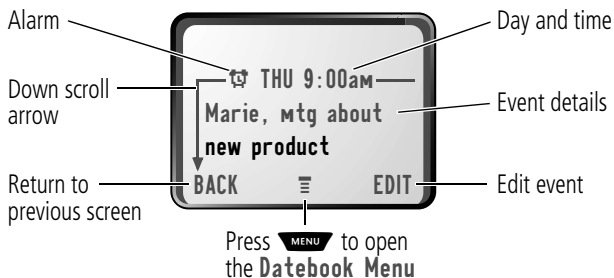 Alarm
Day and time
THU 9:00am
Down scroll
arrow
Marie, mtg about
Event details
new product
Return to
previous screen
BACK
EDIT
Edit event
Press MENU to open
the Datebook Menu